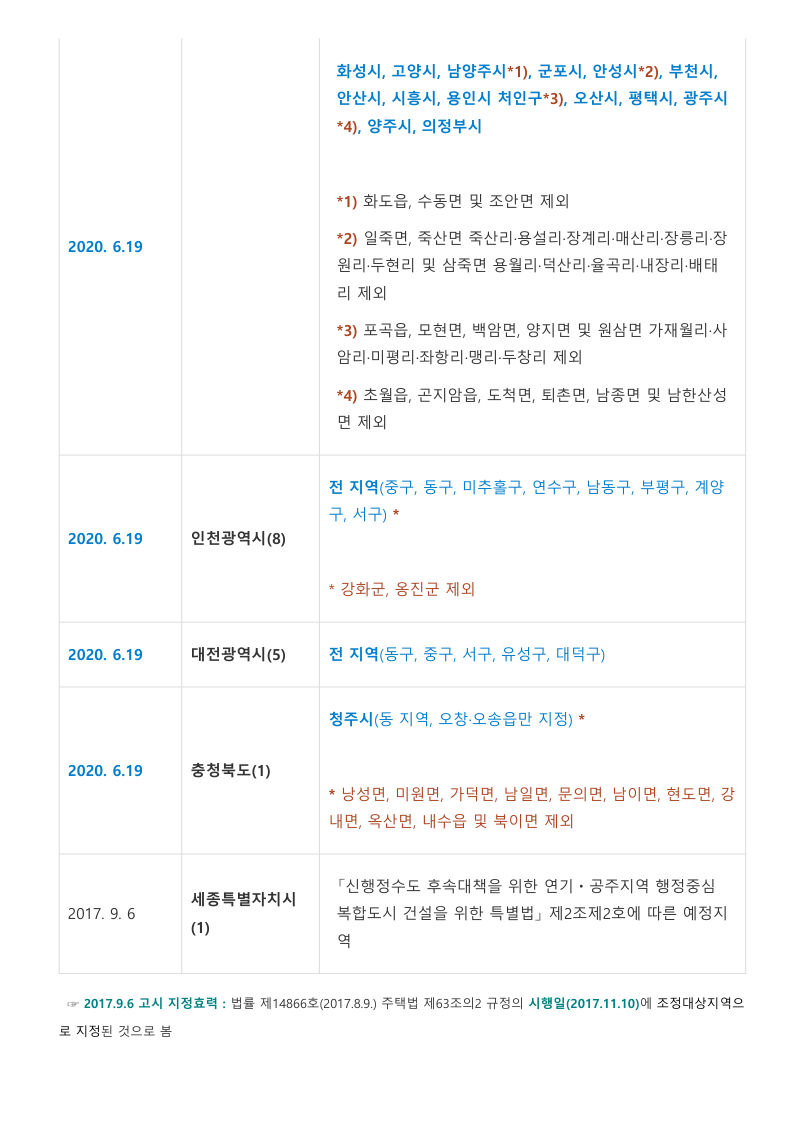 화성시, 고양시, 남양주시*1), 군포시, 안성시*2), 부천시,
안산시, 시흥시, 용인시 처인구*3), 오산시, 평택시, 광주시
*4), 양주시, 의정부시
*1) 화도읍, 수동면 및 조안면 제외
2020. 6.19
*2) 일죽면, 죽산면 죽산리·용설리·장계리·매산리·장릉리·장
원리·두현리 및 삼죽면 용월리·덕산리·율곡리·내장리·배태
리 제외
*3) 포곡읍, 모현면, 백암면, 양지면 및 원삼면 가재월리·사
암리·미평리·좌항리·맹리·두창리 제외
*4) 초월읍, 곤지암읍, 도척면, 퇴촌면, 남종면 및 남한산성
면 제외
2020. 6.19
인천광역시(8)
전 지역(중구, 동구, 미추홀구, 연수구, 남동구, 부평구, 계양
구, 서구) *
* 강화군, 옹진군 제외
2020. 6.19
대전광역시(5)
전 지역(동구, 중구, 서구, 유성구, 대덕구)
2020. 6.19
충청북도(1)
청주시(동 지역, 오창·오송읍만 지정) *
* 낭성면, 미원면, 가덕면, 남일면, 문의면, 남이면, 현도면, 강
내면, 옥산면, 내수읍 및 북이면 제외
2017. 9. 6
세종특별자치시
(1)
「신행정수도 후속대책을 위한 연기・공주지역 행정중심
복합도시 건설을 위한 특별법」 제2조제2호에 따른 예정지
역
☞ 2017.9.6 고시 지정효력 : 법률 제14866호(2017.8.9.) 주택법 제63조의2 규정의 시행일(2017.11.10)에 조정대상지역으
로 지정된 것으로 봄